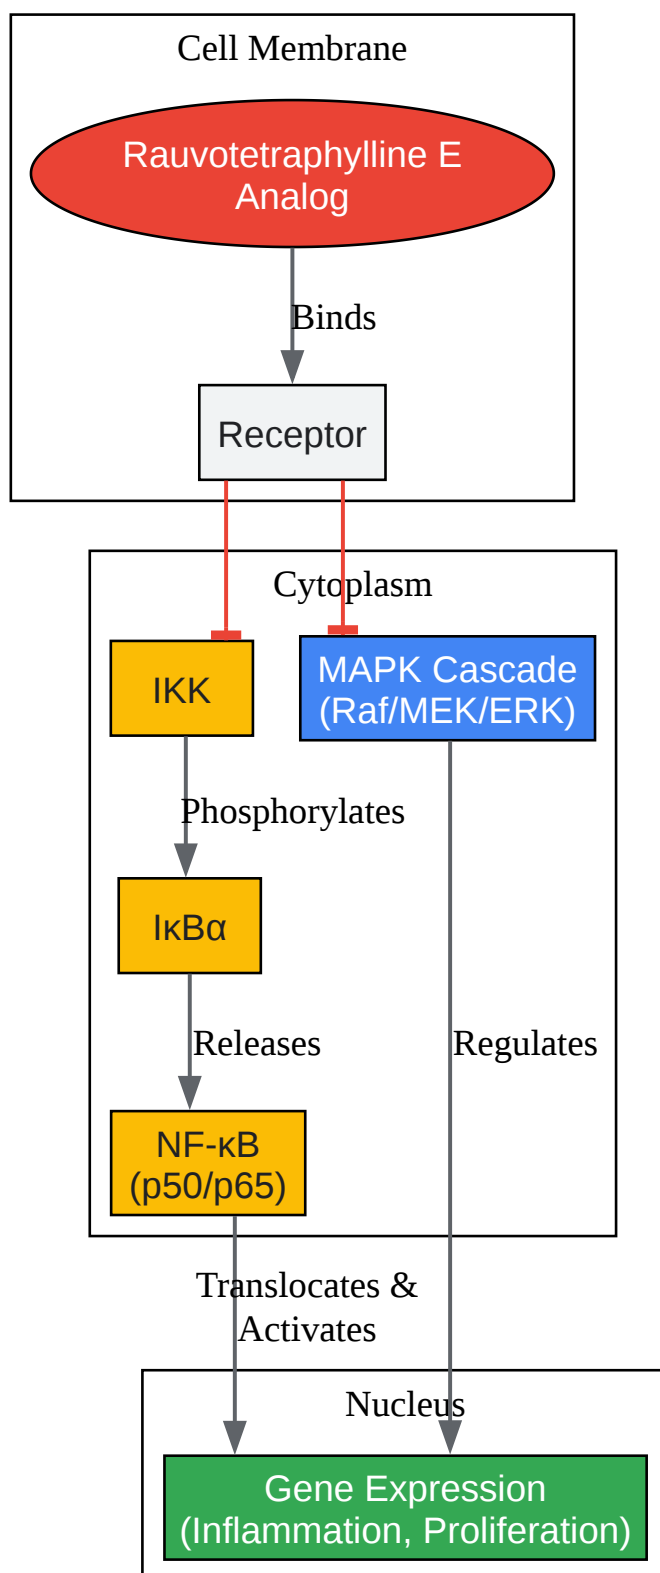 Cell Membrane
Rauvotetraphylline E
Analog
Binds
Receptor
Cytoplasm
IKK
MAPK Cascade
(Raf/MEK/ERK)
Phosphorylates
IκBα
Releases
Regulates
NF-κB
(p50/p65)
Translocates &
Activates
Nucleus
Gene Expression
(Inflammation, Proliferation)